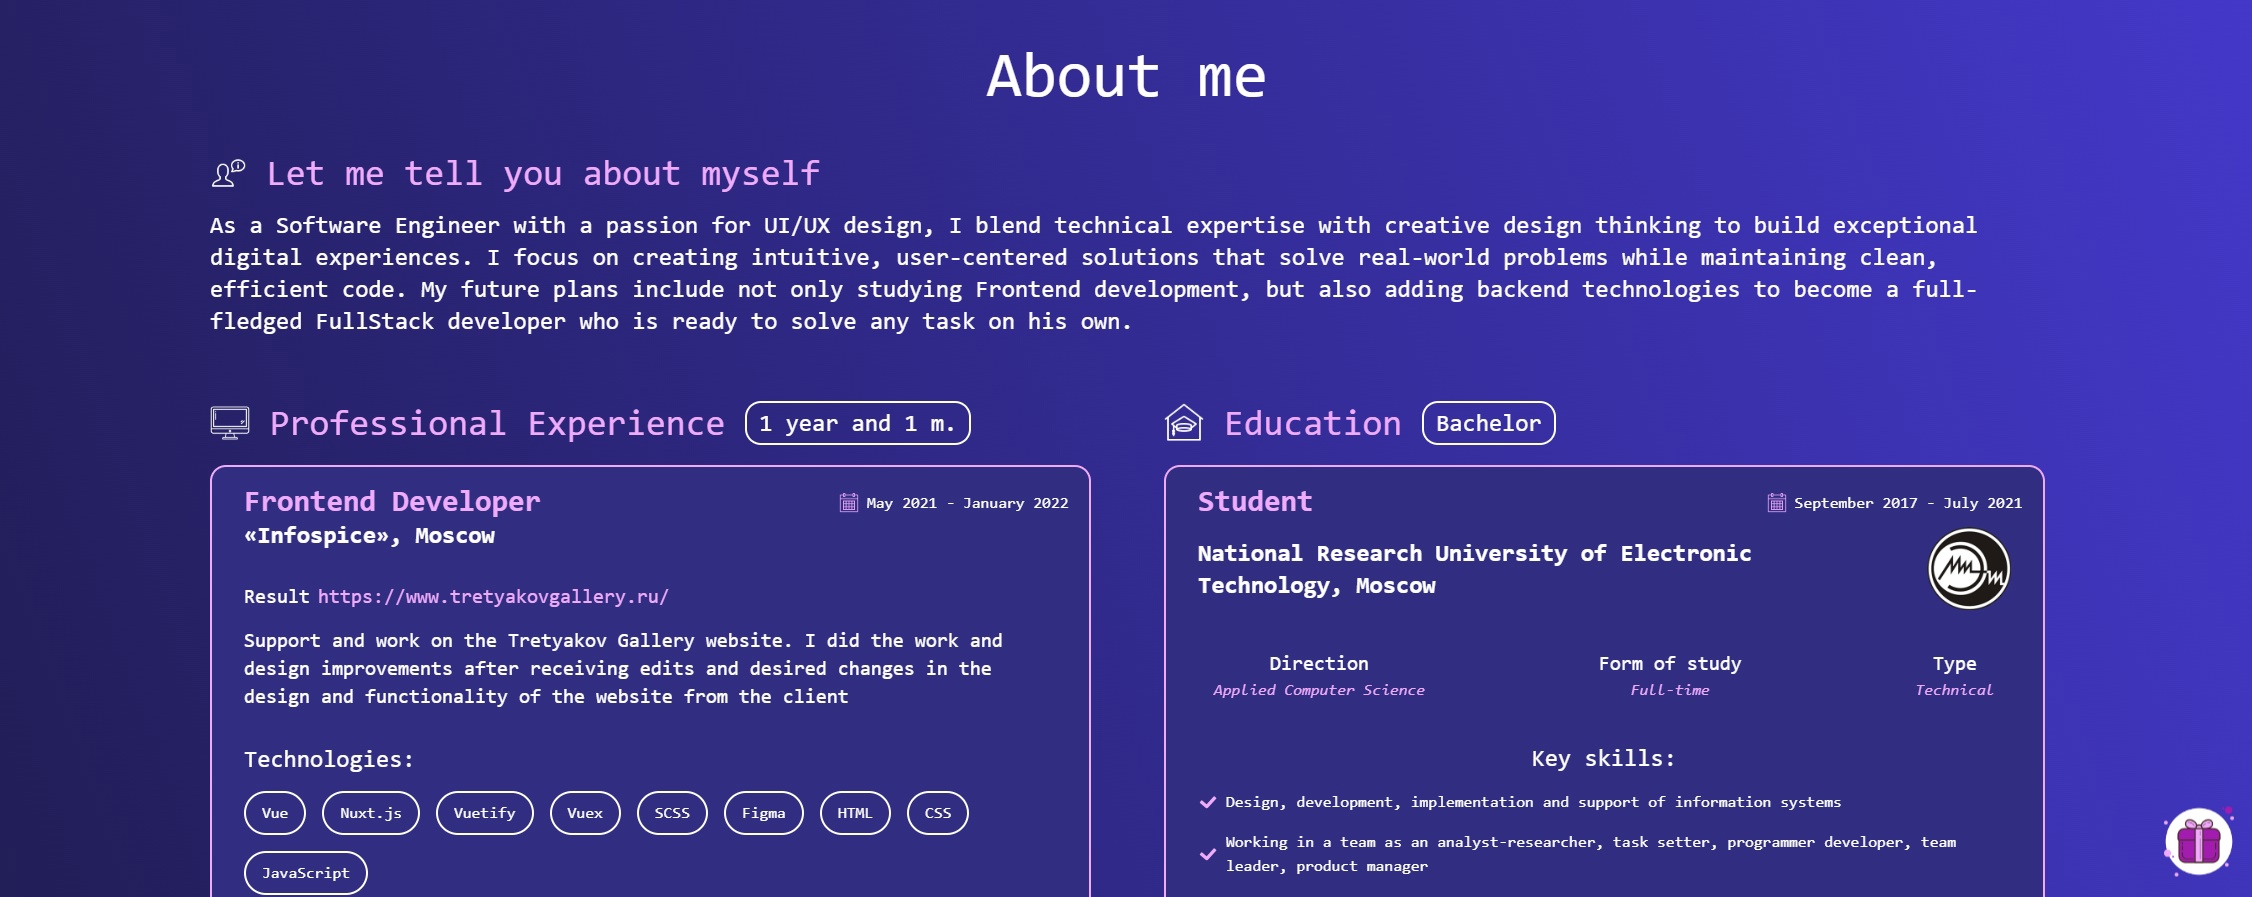 About me
Let me tell you about myself
As a Software Engineer with a passion for UI/UX design, I blend technical expertise with creative design thinking to build exceptional
digital experiences. I focus on creating intuitive, user-centered solutions that solve real-world problems while maintaining clean,
efficient code. My future plans include not only studying Frontend development, but also adding backend technologies to become a full-
fledged FullStack developer who is ready to solve any task on his own.
Professional Experience 1 year and 1 m.
Frontend Developer May 2021 - January 2022
«Infospice», Moscow
Result https://www.tretyakovgallery.ru/
Support and work on the Tretyakov Gallery website. I did the work and
design improvements after receiving edits and desired changes in the
design and functionality of the website from the client
Technologies:
Vue Nuxt.js Vuetify Vuex SCSS Figma HTML CSS
JavaScript
Education Bachelor
Student September 2017 - July 2021
National Research University of Electronic
Technology, Moscow
Direction Form of study Type
Applied Computer Science Full-time Technical
Key skills:
Design, development, implementation and support of information systems
Working in a team as an analyst-researcher, task setter, programmer developer, team
leader, product manager